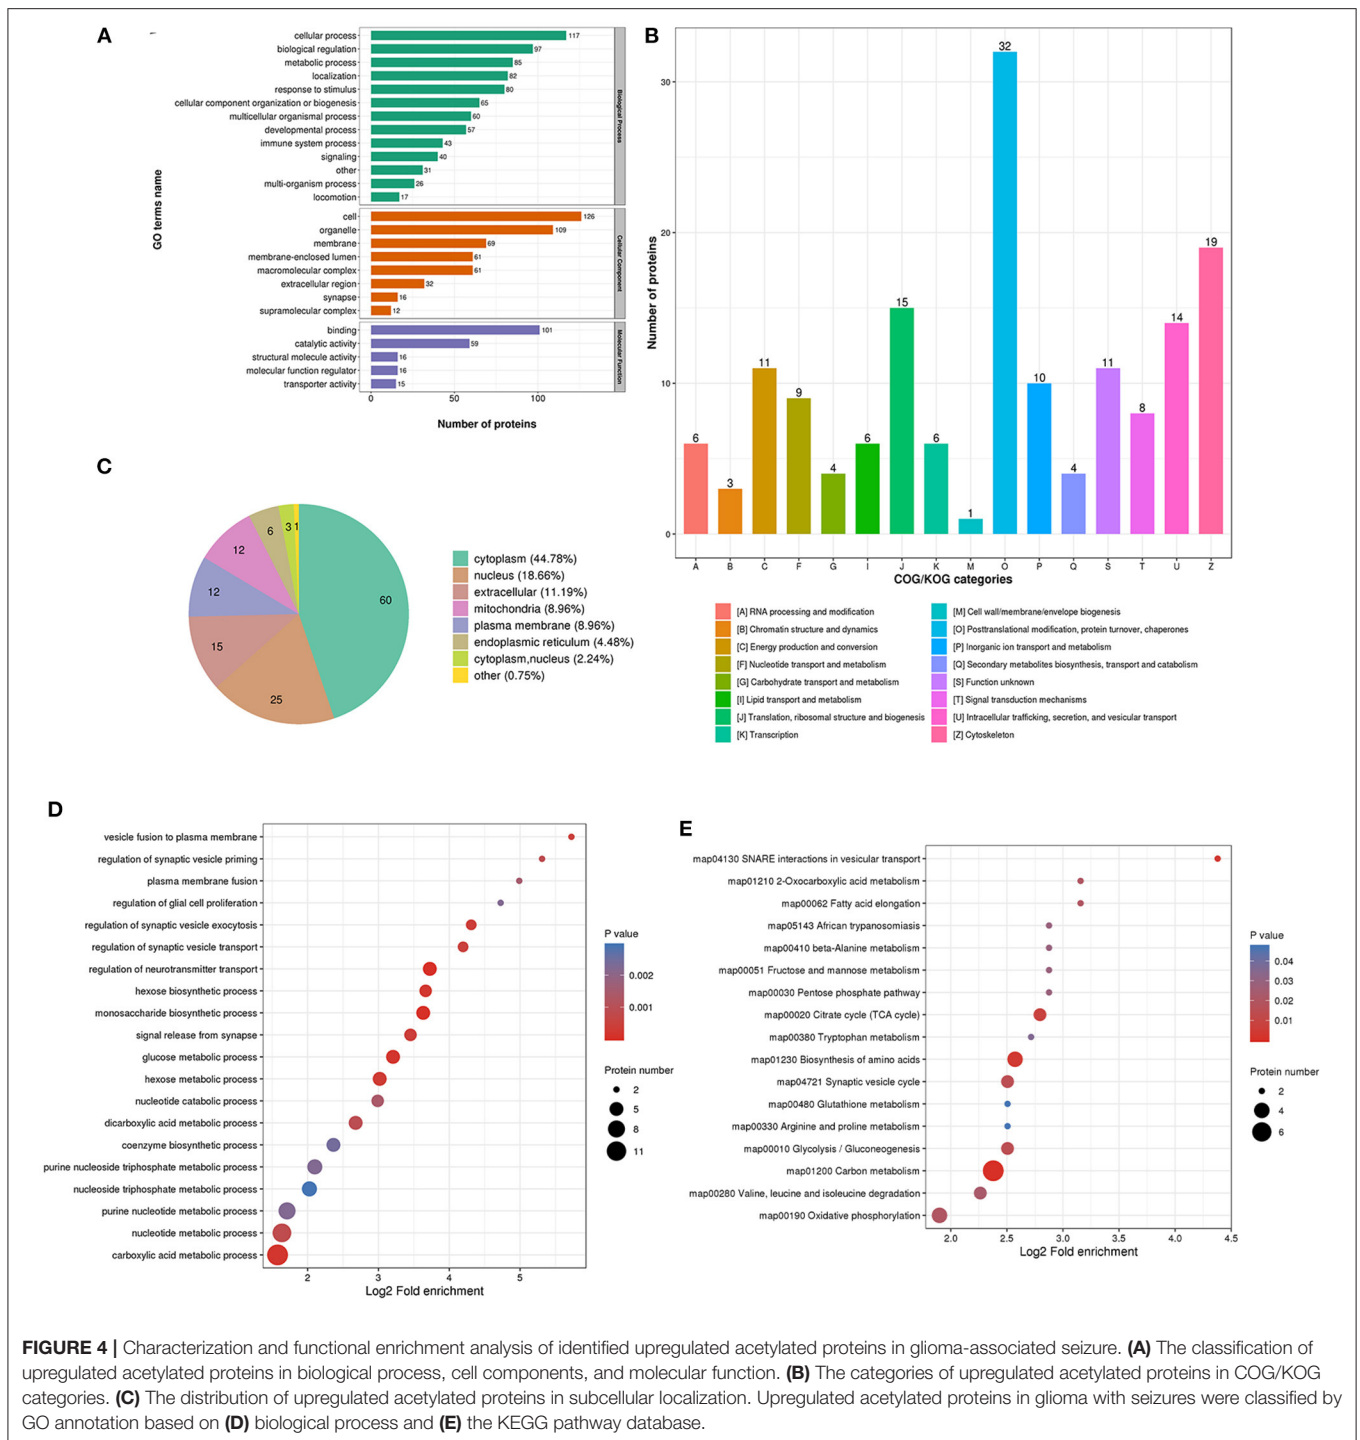 A
GO terms name
cellular process 117
biological regulation 97
metabolic process 85
localization 82
response to stimulus 80
cellular component organization or biogenesis 65
multicellular organismal process 60
developmental process 57
immune system process 43
signaling 40
other 31
multi-organism process 26
locomotion 17
Biological Process
cell 126
organelle 109
membrane 69
membrane-enclosed lumen 61
macromolecular complex 61
extracellular region 32
synapse 16
supramolecular complex 12
Cellular Component
binding 101
catalytic activity 59
structural molecule activity 16
molecular function regulator 16
transporter activity 15
Molecular Function
0 50 100
Number of proteins
B
Number of proteins
30
20
10
0
6 3 11 9 4 6 15 6 1 32 10 4 11 8 14 19
A B C F G I J K M O P Q S T U Z
COG/KOG categories
[A] RNA processing and modification
[B] Chromatin structure and dynamics
[C] Energy production and conversion
[F] Nucleotide transport and metabolism
[G] Carbohydrate transport and metabolism
[I] Lipid transport and metabolism
[J] Translation, ribosomal structure and biogenesis
[K] Transcription
[M] Cell wall/membrane/envelope biogenesis
[O] Posttranslational modification, protein turnover, chaperones
[P] Inorganic ion transport and metabolism
[Q] Secondary metabolites biosynthesis, transport and catabolism
[S] Function unknown
[T] Signal transduction mechanisms
[U] Intracellular trafficking, secretion, and vesicular transport
[Z] Cytoskeleton
C
60
25
15
12
12
6
3
1
cytoplasm (44.78%)
nucleus (18.66%)
extracellular (11.19%)
mitochondria (8.96%)
plasma membrane (8.96%)
endoplasmic reticulum (4.48%)
cytoplasm,nucleus (2.24%)
other (0.75%)
D
vesicle fusion to plasma membrane
regulation of synaptic vesicle priming
plasma membrane fusion
regulation of glial cell proliferation
regulation of synaptic vesicle exocytosis
regulation of synaptic vesicle transport
regulation of neurotransmitter transport
hexose biosynthetic process
monosaccharide biosynthetic process
signal release from synapse
glucose metabolic process
hexose metabolic process
nucleotide catabolic process
dicarboxylic acid metabolic process
coenzyme biosynthetic process
purine nucleoside triphosphate metabolic process
nucleoside triphosphate metabolic process
purine nucleotide metabolic process
nucleotide metabolic process
carboxylic acid metabolic process
2 3 4 5
Log2 Fold enrichment
P value
0.002
0.001
Protein number
2
5
8
11
E
map04130 SNARE interactions in vesicular transport
map01210 2-Oxocarboxylic acid metabolism
map00062 Fatty acid elongation
map05143 African trypanosomiasis
map00410 beta-Alanine metabolism
map00051 Fructose and mannose metabolism
map00030 Pentose phosphate pathway
map00020 Citrate cycle (TCA cycle)
map00380 Tryptophan metabolism
map01230 Biosynthesis of amino acids
map04721 Synaptic vesicle cycle
map00480 Glutathione metabolism
map00330 Arginine and proline metabolism
map00010 Glycolysis / Gluconeogenesis
map01200 Carbon metabolism
map00280 Valine, leucine and isoleucine degradation
map00190 Oxidative phosphorylation
2.0 2.5 3.0 3.5 4.0 4.5
Log2 Fold enrichment
P value
0.04
0.03
0.02
0.01
Protein number
2
4
6
FIGURE 4 | Characterization and functional enrichment analysis of identified upregulated acetylated proteins in glioma-associated seizure. (A) The classification of
upregulated acetylated proteins in biological process, cell components, and molecular function. (B) The categories of upregulated acetylated proteins in COG/KOG
categories. (C) The distribution of upregulated acetylated proteins in subcellular localization. Upregulated acetylated proteins in glioma with seizures were classified by
GO annotation based on (D) biological process and (E) the KEGG pathway database.